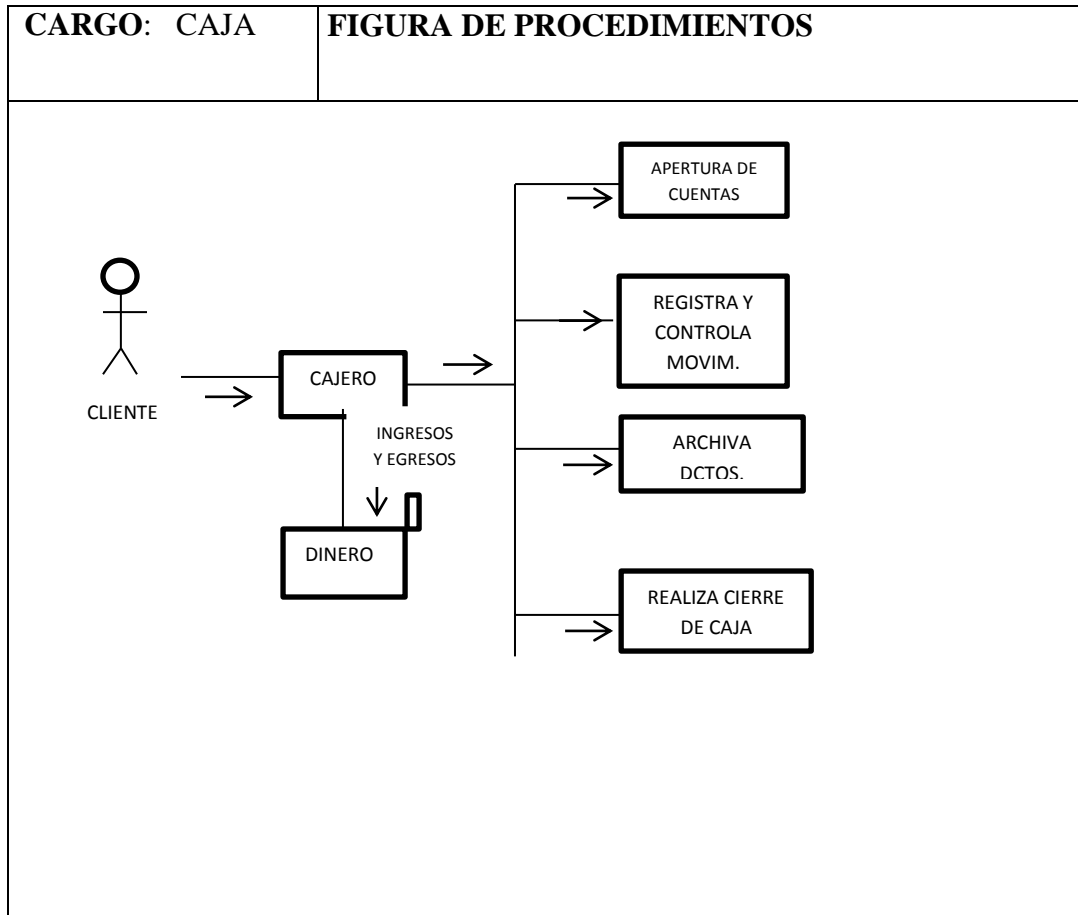 CARGO: CAJA
FIGURA DE PROCEDIMIENTOS
APERTURA DE
CUENTAS
REGISTRA Y
CONTROLA
MOVIM.
CAJERO
CLIENTE
INGRESOS
Y EGRESOS
ARCHIVA
DCTOS.
DINERO
REALIZA CIERRE
DE CAJA